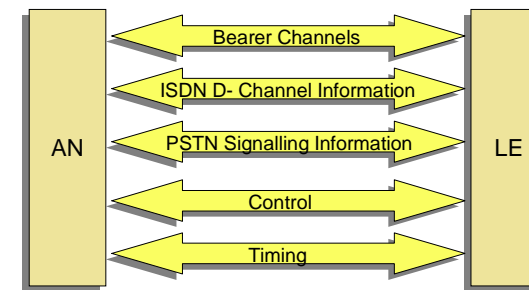 Bearer Channels
ISDN D- Channel Information
AN
PSTN Signalling Information
LE
Control
Timing